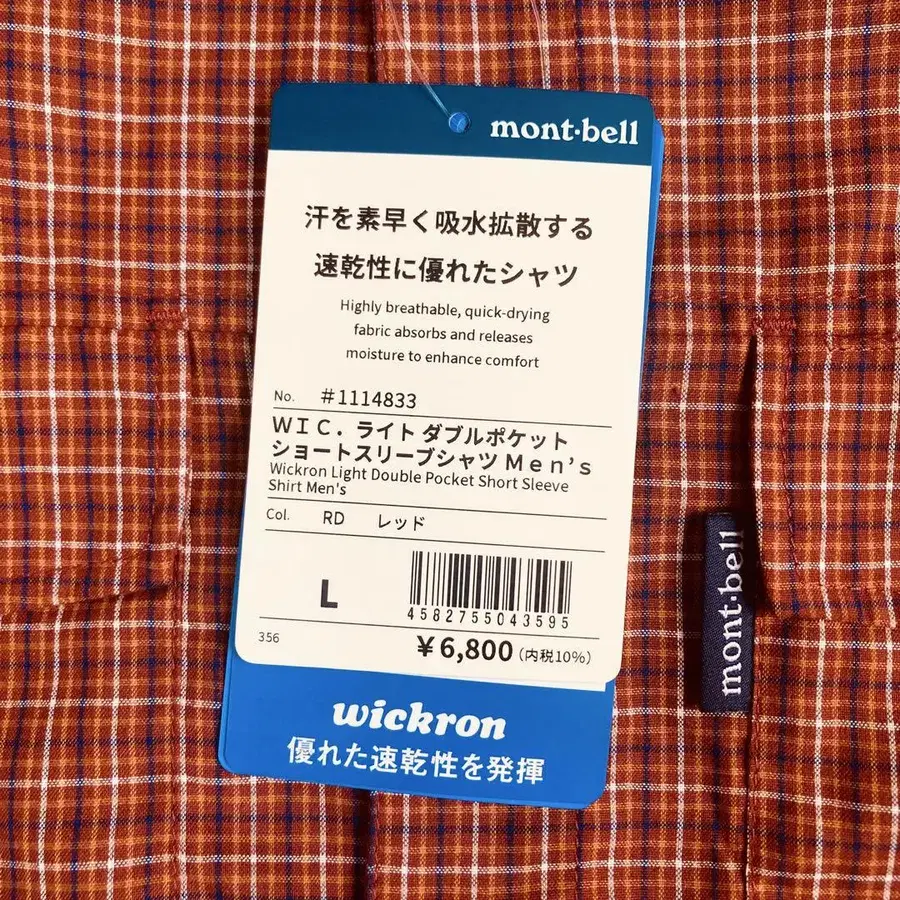 mont·bell
汗を素早く吸水拡散する
速乾性に優れたシャツ
Highly breathable, quick-drying
fabric absorbs and releases
moisture to enhance comfort
No. #1114833
ＷＩＣ．ライト ダブルポケット
ショートスリーブシャツ Ｍｅｎ’ｓ
Wickron Light Double Pocket Short Sleeve
Shirt Men's
Col. RD レッド
L
4582755043595
356
¥6,800 (内税10%)
wickron
優れた速乾性を発揮
mont·bell